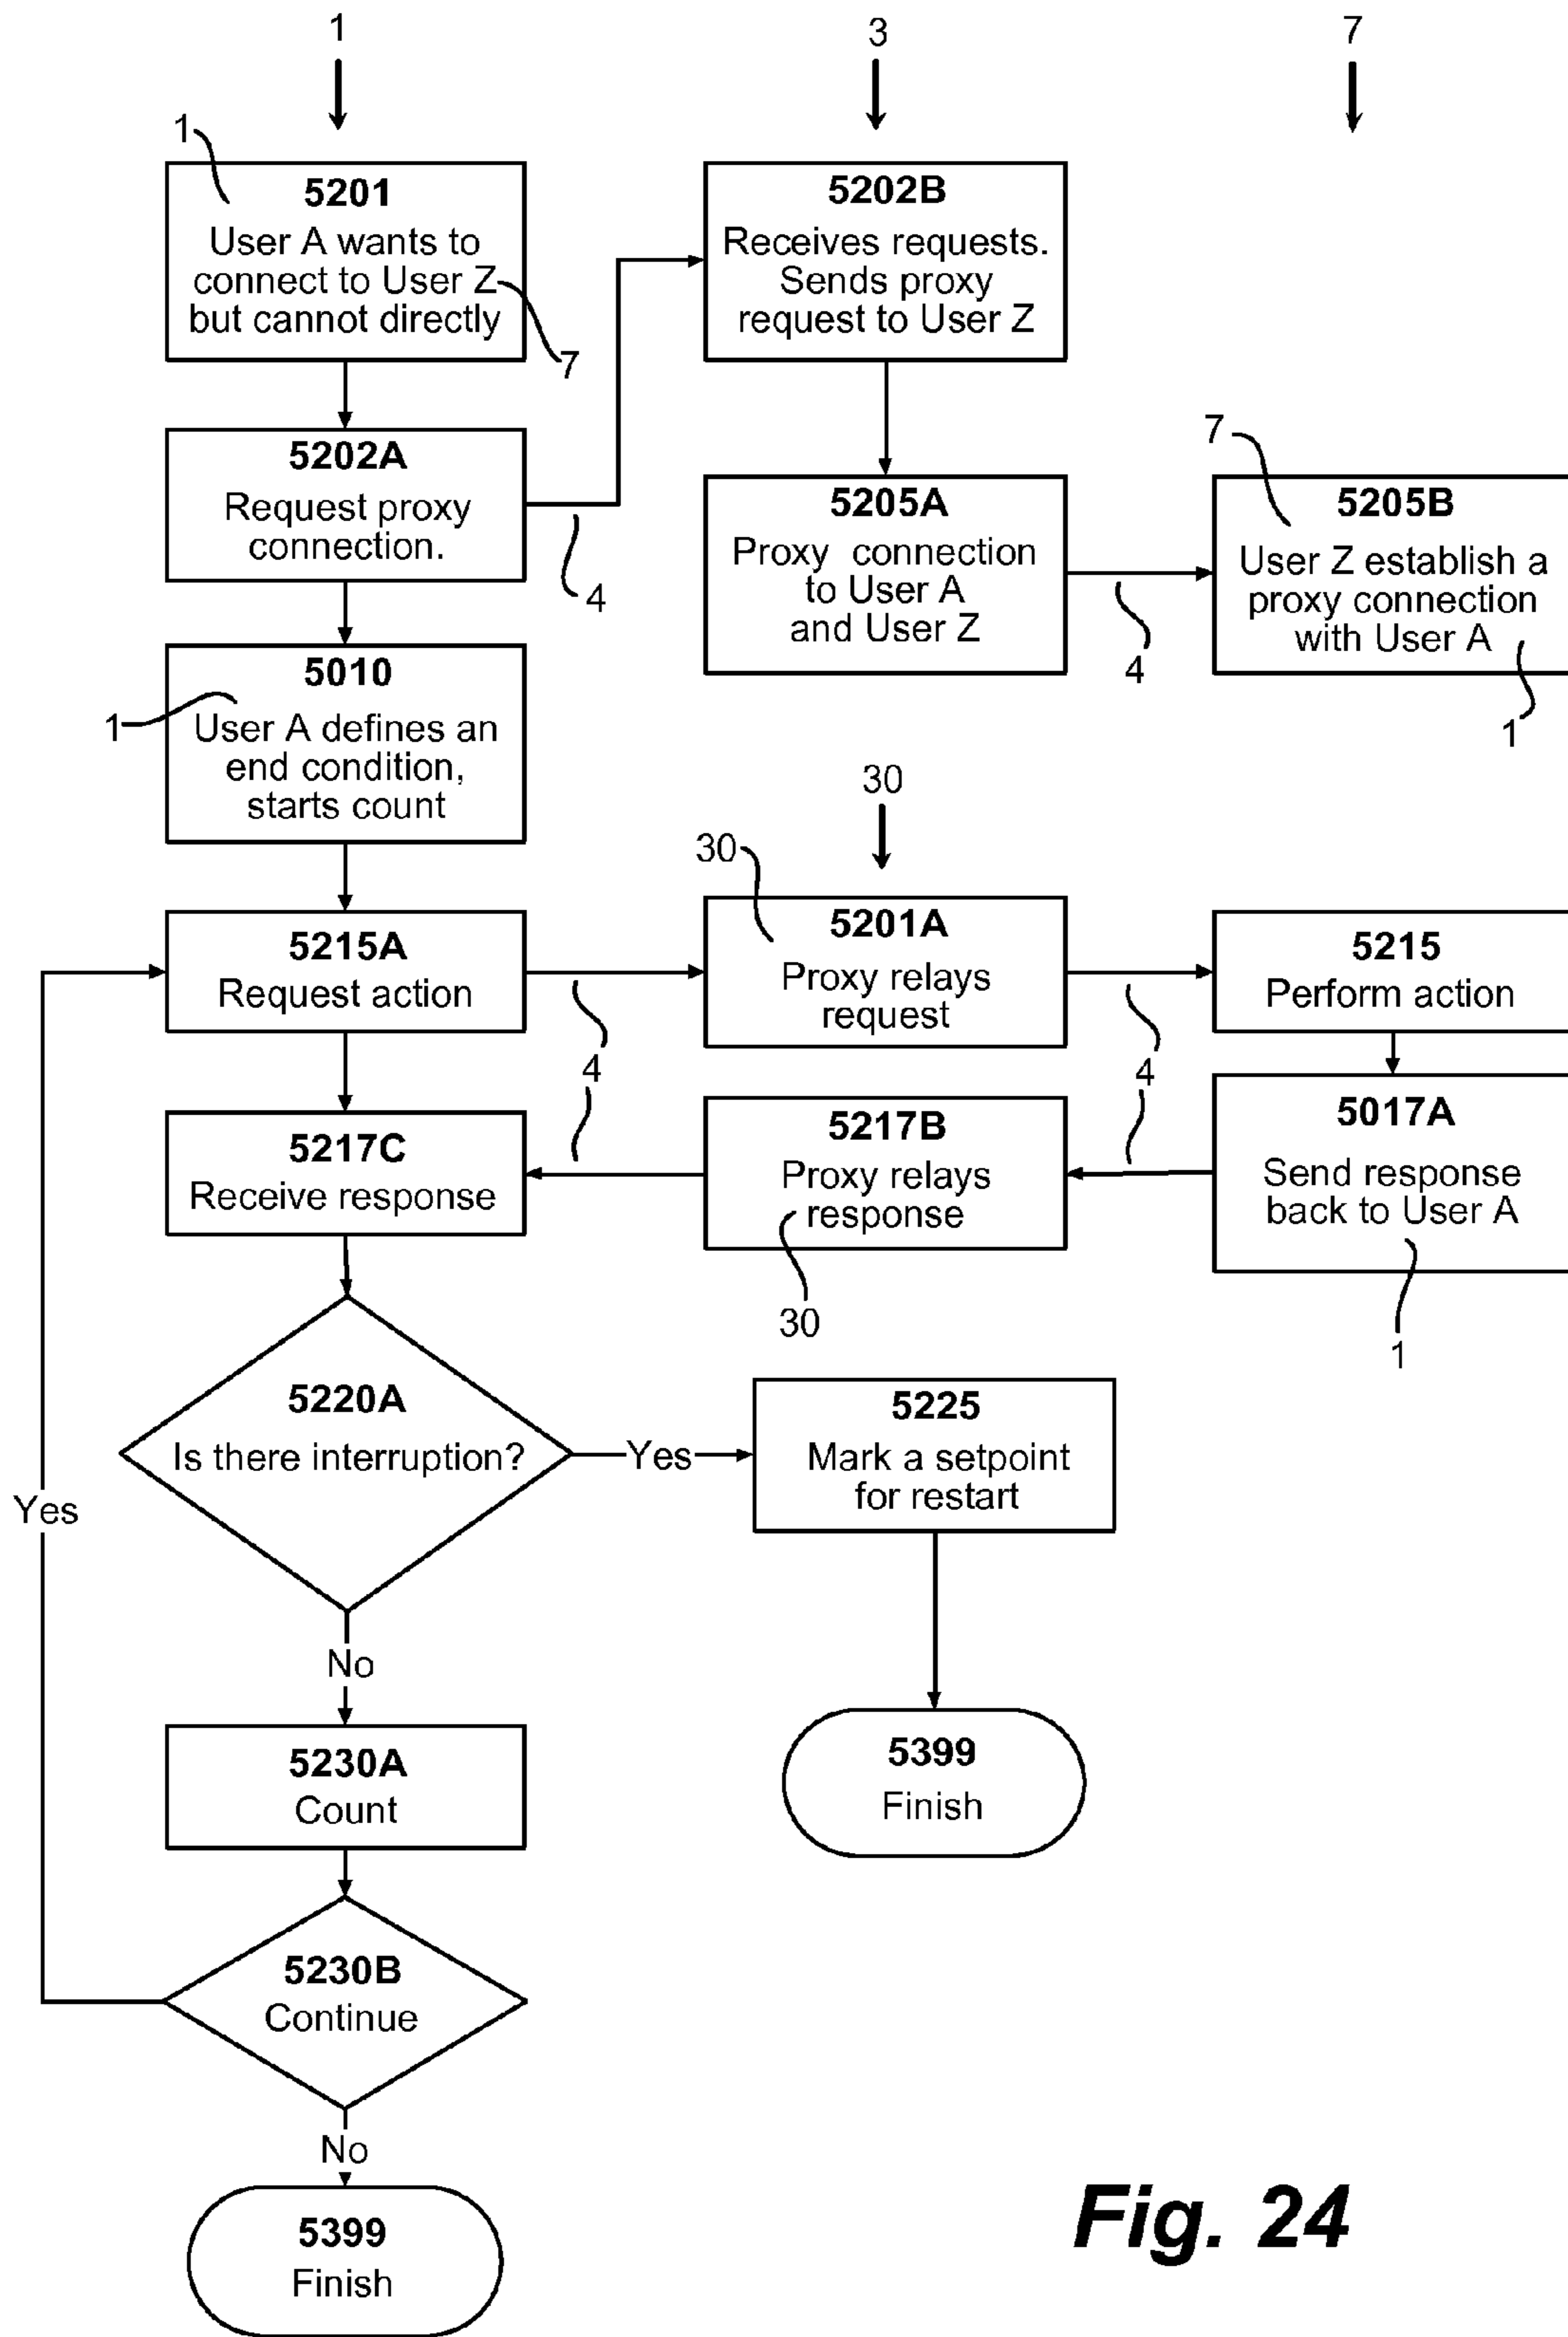 1
3
7
1
5201
User A wants to
connect to User Z
but cannot directly
7
5202B
Receives requests.
Sends proxy
request to User Z
5202A
Request proxy
connection.
4
5205A
Proxy connection
to User A
and User Z
4
7
5205B
User Z establish a
proxy connection
with User A
1
5010
1
User A defines an
end condition,
starts count
30
30
5215A
Request action
4
5201A
Proxy relays
request
4
5215
Perform action
5217C
Receive response
5217B
Proxy relays
response
30
5017A
Send response
back to User A
1
5220A
Is there interruption?
Yes
5225
Mark a setpoint
for restart
Yes
No
5230A
Count
5399
Finish
5230B
Continue
No
5399
Finish
Fig. 24